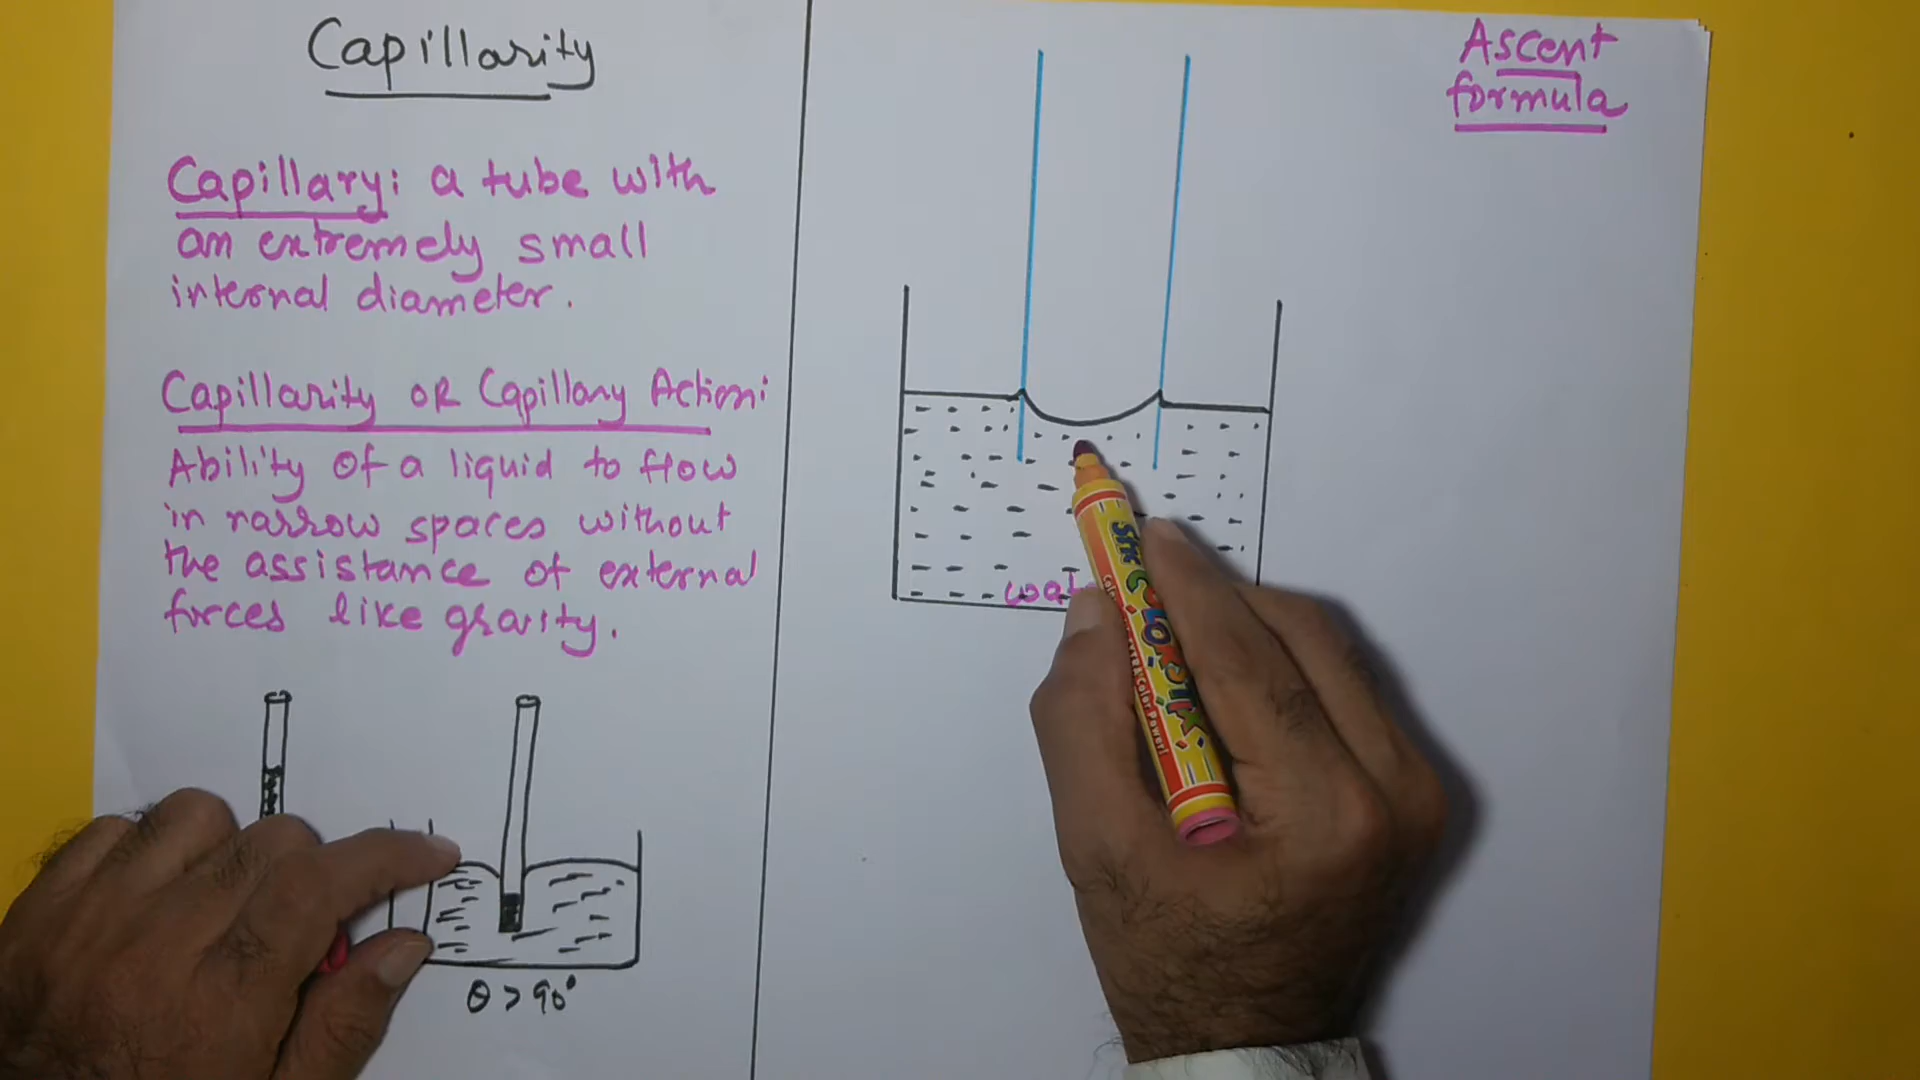 Capillarity
Capillary: a tube with
an extremely small
internal diameter.
Capillarity OR Capillary Action:
Ability of a liquid to flow
in narrow spaces without
the assistance of external
forces like gravity.
θ > 90°
Ascent
formula